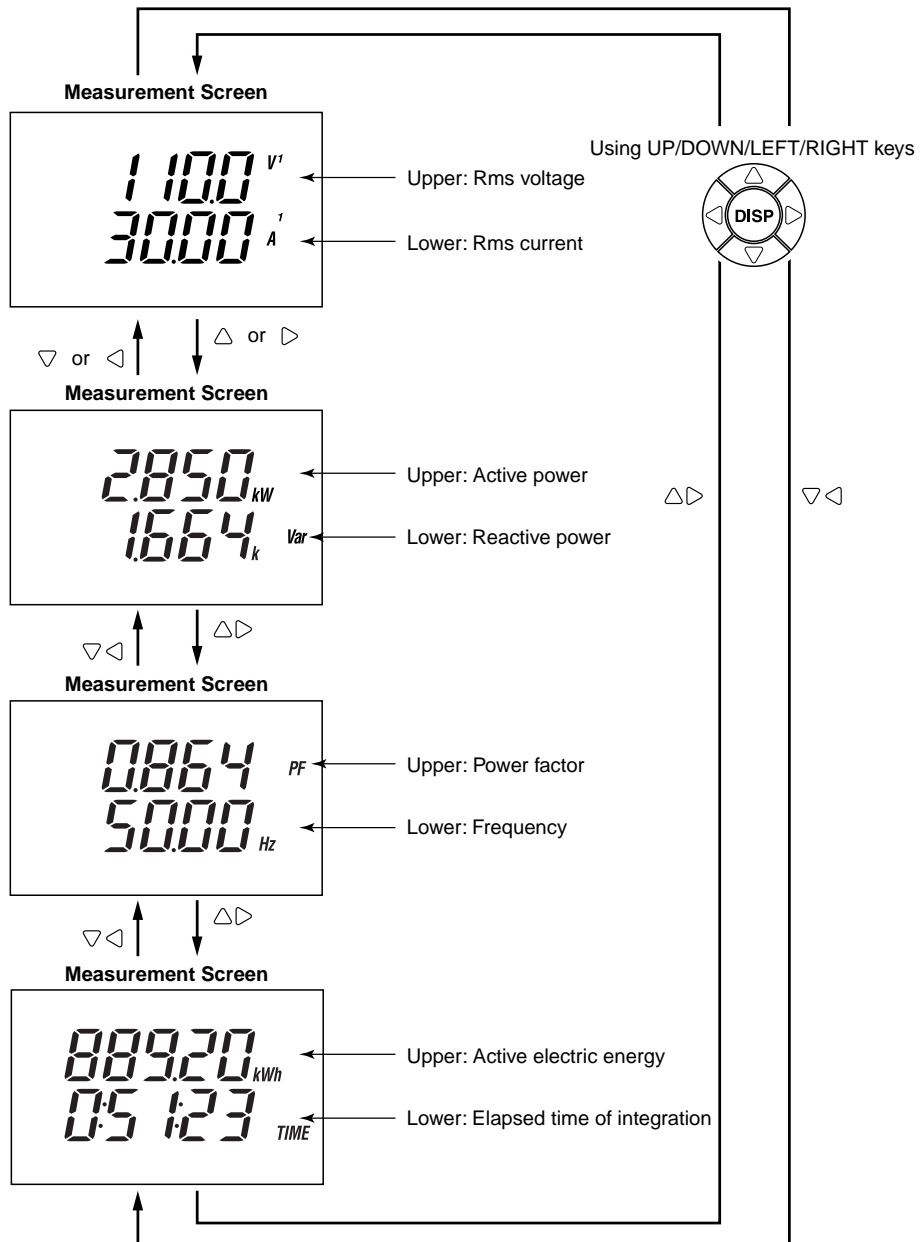 Measurement Screen
110.0 V1
30.00 A1
Upper: Rms voltage
Lower: Rms current
Using UP/DOWN/LEFT/RIGHT keys
DISP
▽ or ◁
△ or ▷
Measurement Screen
2.850 kW
1.664 k Var
Upper: Active power
Lower: Reactive power
△▷
▽◁
▽◁
△▷
Measurement Screen
0.864 PF
50.00 Hz
Upper: Power factor
Lower: Frequency
▽◁
△▷
Measurement Screen
889.20 kWh
0:51:23 TIME
Upper: Active electric energy
Lower: Elapsed time of integration